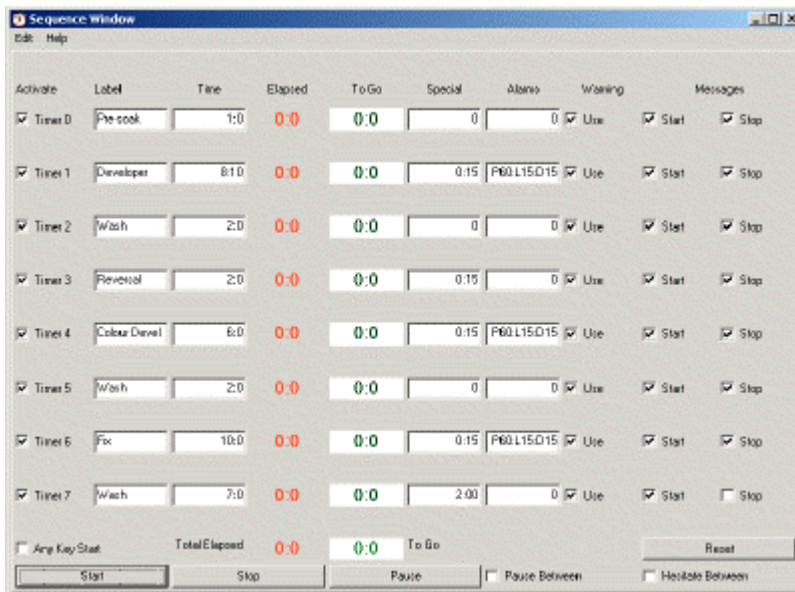 Sequence Window
Edit Help
Activate Label Time Elapsed To Go Special Alarms Warning Messages
Timer 0 Pre-soak 1:0 0:0 0:0 0 0 Use Start Stop
Timer 1 Developer 8:10 0:0 0:0 0:15 P60:L15:D15 Use Start Stop
Timer 2 Wash 2:0 0:0 0:0 0 0 Use Start Stop
Timer 3 Reversal 2:0 0:0 0:0 0:15 0 Use Start Stop
Timer 4 Colour Devel 6:0 0:0 0:0 0:15 P60:L15:D15 Use Start Stop
Timer 5 Wash 2:0 0:0 0:0 0 0 Use Start Stop
Timer 6 Fix 10:0 0:0 0:0 0:15 P60:L15:D15 Use Start Stop
Timer 7 Wash 7:0 0:0 0:0 2:00 0 Use Start Stop
Any Key Start Total Elapsed 0:0 0:0 To Go Reset
Start Stop Pause Pause Between Hesitate Between